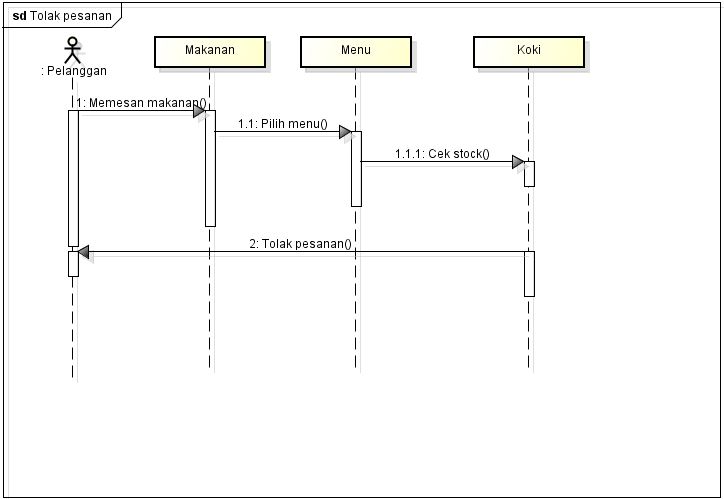 sd Tolak pesanan
: Pelanggan
Makanan
Menu
Koki
1: Memesan makanan()
1.1: Pilih menu()
1.1.1: Cek stock()
2: Tolak pesanan()